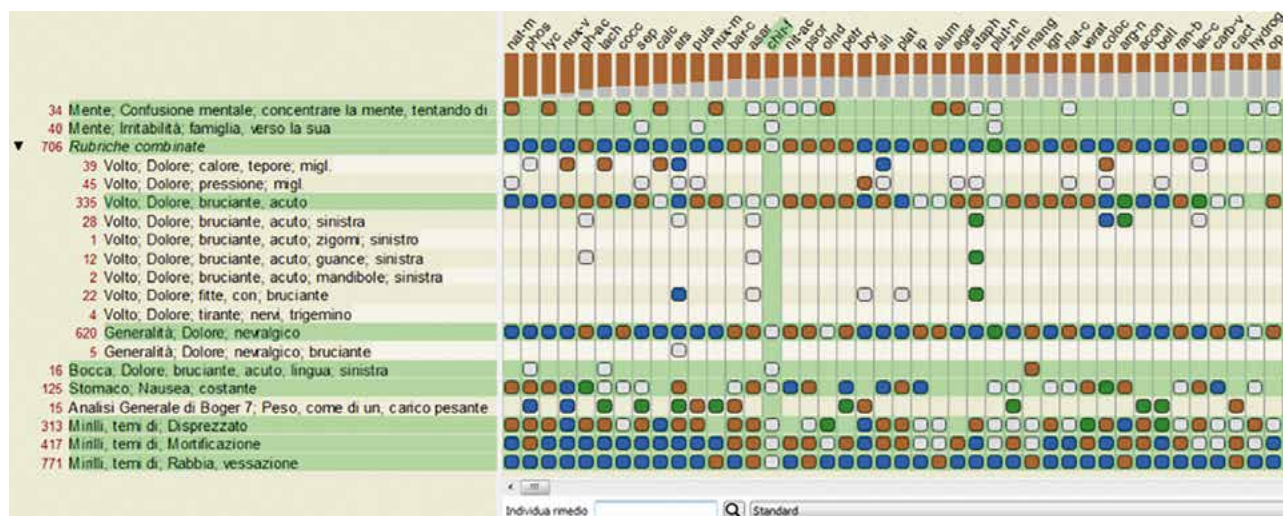 nat-m phos lyc nux-v ph-ac lach cocc sep calc ars puls nux-m bar-c asar chin-f nit-ac psor olnd petr bry sil plat ip alum agar staph plut-n zinc mang ign nat-c verat coloc arg-n acon bell ran-b lac-c carb-v cact hydrog op
34 Mente; Confusione mentale; concentrare la mente, tentando di
40 Mente; Irritabilità; famiglia, verso la sua
▼ 706 Rubriche combinate
39 Volto; Dolore; calore, tepore; migl.
45 Volto; Dolore; pressione; migl.
335 Volto; Dolore; bruciante, acuto
28 Volto; Dolore; bruciante, acuto; sinistra
1 Volto; Dolore; bruciante, acuto; zigomi; sinistro
12 Volto; Dolore; bruciante, acuto; guance; sinistra
2 Volto; Dolore; bruciante, acuto; mandibole; sinistra
22 Volto; Dolore; fitte, con; bruciante
4 Volto; Dolore; tirante; nervi, trigemino
620 Generalità; Dolore; nevralgico
5 Generalità; Dolore; nevralgico; bruciante
16 Bocca; Dolore; bruciante, acuto, lingua; sinistra
125 Stomaco; Nausea; costante
15 Analisi Generale di Boger 7; Peso, come di un, carico pesante
313 Mirilli, temi di; Disprezzato
417 Mirilli, temi di; Mortificazione
771 Mirilli, temi di; Rabbia, vessazione
Individua rimedo
Standard